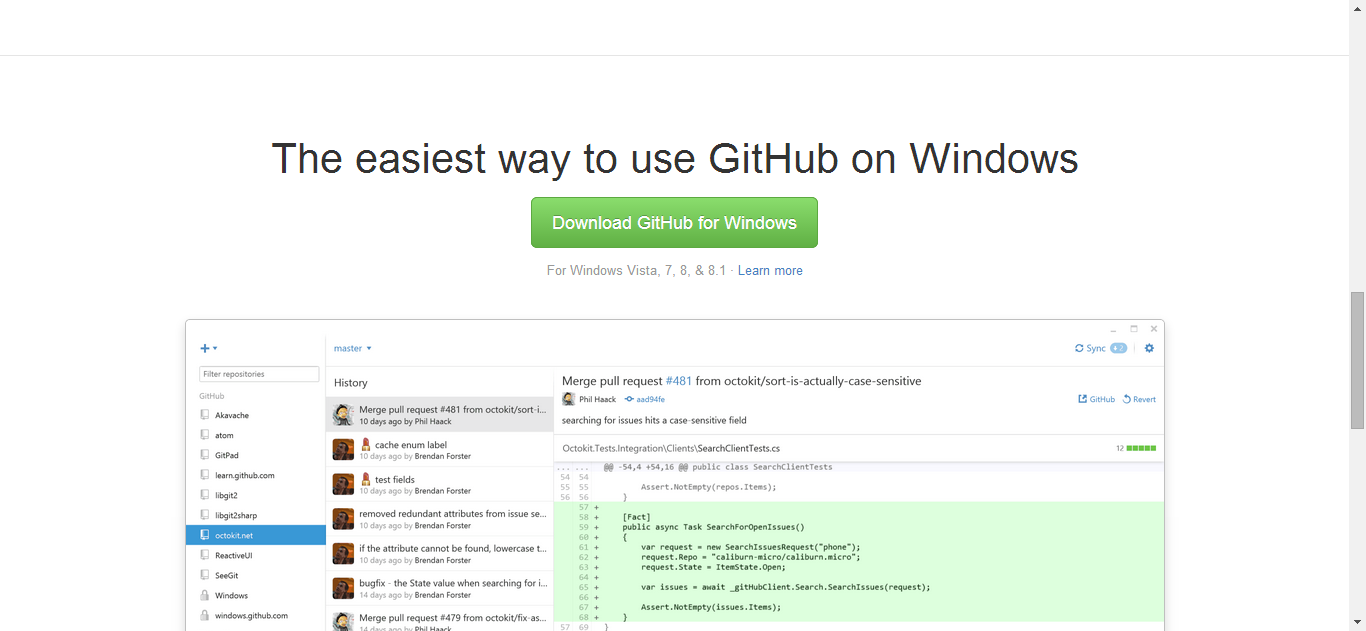 The easiest way to use GitHub on Windows
Download GitHub for Windows
For Windows Vista, 7, 8, & 8.1 · Learn more
master
Sync
Filter repositories
GitHub
Akavache
atom
GitPad
learn.github.com
libgit2
libgit2sharp
octokit.net
ReactiveUI
SeeGit
Windows
windows.github.com
History
Merge pull request #481 from octokit/sort-i...
10 days ago by Phil Haack
cache enum label
10 days ago by Brendan Forster
test fields
10 days ago by Brendan Forster
removed redundant attributes from issue se...
10 days ago by Brendan Forster
if the attribute cannot be found, lowercase t...
10 days ago by Brendan Forster
bugfix - the State value when searching for i...
14 days ago by Brendan Forster
Merge pull request #479 from octokit/fix-as...
14 days ago by Phil Haack
Merge pull request #481 from octokit/sort-is-actually-case-sensitive
Phil Haack aad94fe
GitHub Revert
searching for issues hits a case-sensitive field
Octokit.Tests.Integration\Clients\SearchClientTests.cs
12
... ... @@ -54,4 +54,16 @@ public class SearchClientTests
54 54
55 55 Assert.NotEmpty(repos.Items);
56 56 }
57 +
58 + [Fact]
59 + public async Task SearchForOpenIssues()
60 + {
61 + var request = new SearchIssuesRequest("phone");
62 + request.Repo = "caliburn-micro/caliburn.micro";
63 + request.State = ItemState.Open;
64 +
65 + var issues = await _gitHubClient.Search.SearchIssues(request);
66 +
67 + Assert.NotEmpty(issues.Items);
68 + }
57 69 }